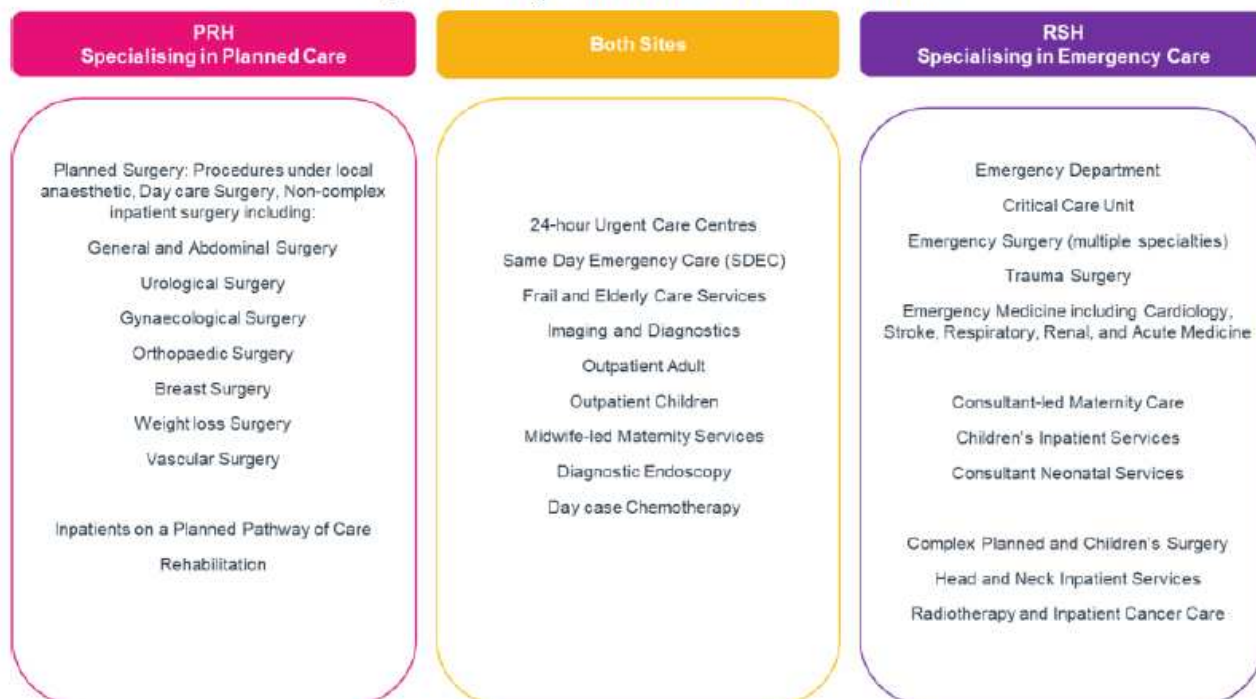 PRH
Specialising in Planned Care
Planned Surgery: Procedures under local
anaesthetic, Day care Surgery, Non-complex
inpatient surgery including:
General and Abdominal Surgery
Urological Surgery
Gynaecological Surgery
Orthopaedic Surgery
Breast Surgery
Weight loss Surgery
Vascular Surgery
Inpatients on a Planned Pathway of Care
Rehabilitation
Both Sites
24-hour Urgent Care Centres
Same Day Emergency Care (SDEC)
Frail and Elderly Care Services
Imaging and Diagnostics
Outpatient Adult
Outpatient Children
Midwife-led Maternity Services
Diagnostic Endoscopy
Day case Chemotherapy
RSH
Specialising in Emergency Care
Emergency Department
Critical Care Unit
Emergency Surgery (multiple specialties)
Trauma Surgery
Emergency Medicine including Cardiology,
Stroke, Respiratory, Renal, and Acute Medicine
Consultant-led Maternity Care
Children's Inpatient Services
Consultant Neonatal Services
Complex Planned and Children's Surgery
Head and Neck Inpatient Services
Radiotherapy and Inpatient Cancer Care